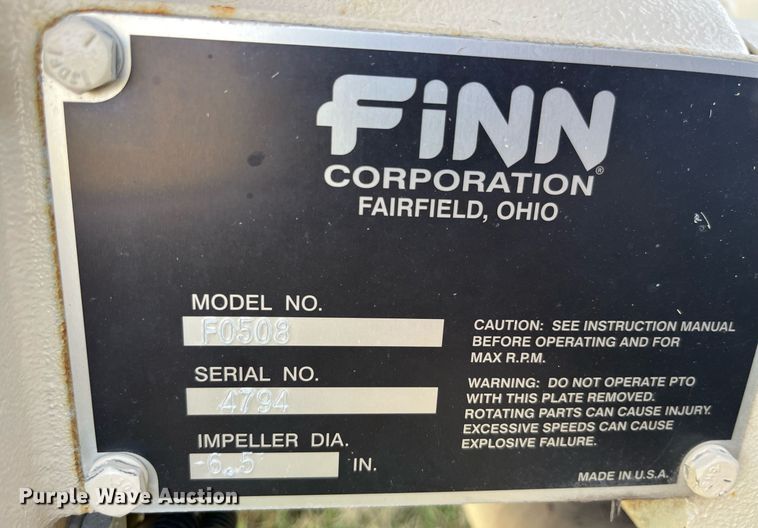 FiNN®
CORPORATION
FAIRFIELD, OHIO
MODEL NO.
F0508
SERIAL NO.
4794
IMPELLER DIA.
6.5 IN.
CAUTION: SEE INSTRUCTION MANUAL
BEFORE OPERATING AND FOR
MAX R.P.M.
WARNING: DO NOT OPERATE PTO
WITH THIS PLATE REMOVED.
ROTATING PARTS CAN CAUSE INJURY.
EXCESSIVE SPEEDS CAN CAUSE
EXPLOSIVE FAILURE.
MADE IN U.S.A.
Purple Wave Auction